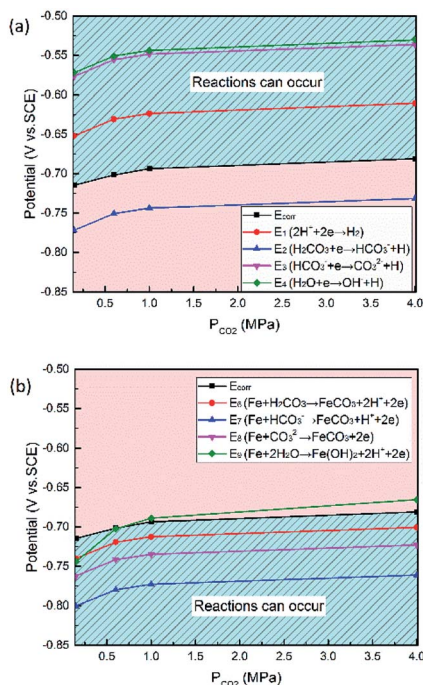 (a)
-0.50
-0.55
-0.60
-0.65
-0.70
-0.75
-0.80
-0.85
Potential (V vs.SCE)
Reactions can occur
E_corr
E₁ (2H⁺+2e→H₂)
E₂ (H₂CO₃+e→HCO₃⁻+H)
E₃ (HCO₃⁻+e→CO₃²⁻+H)
E₄ (H₂O+e→OH⁻+H)
0.5 1.0 1.5 2.0 2.5 3.0 3.5 4.0
P_CO2 (MPa)
(b)
-0.50
-0.55
-0.60
-0.65
-0.70
-0.75
-0.80
-0.85
Potential (V vs.SCE)
E_corr
E₆ (Fe+H₂CO₃→FeCO₃+2H⁺+2e)
E₇ (Fe+HCO₃⁻→FeCO₃+H⁺+2e)
E₈ (Fe+CO₃²⁻→FeCO₃+2e)
E₉ (Fe+2H₂O→Fe(OH)₂+2H⁺+2e)
Reactions can occur
0.5 1.0 1.5 2.0 2.5 3.0 3.5 4.0
P_CO2 (MPa)